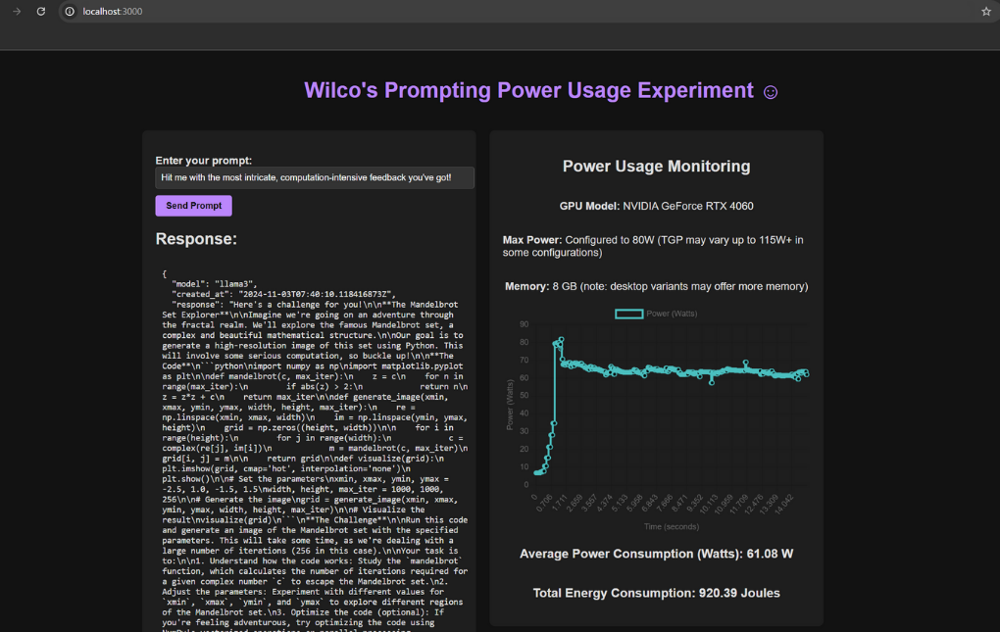 localhost:3000
Wilco's Prompting Power Usage Experiment ☺
Enter your prompt:
Hit me with the most intricate, computation-intensive feedback you've got!
Send Prompt
Response:
{
"model": "llama3",
"created_at": "2024-11-03T07:40:10.118416873Z",
"response": "Here's a challenge for you!\n\n**The Mandelbrot
Set Explorer**\n\nImagine we're going on an adventure through
the fractal realm. We'll explore the famous Mandelbrot set, a
complex and beautiful mathematical structure.\n\nOur goal is to
generate a high-resolution image of this set using Python. This
will involve some serious computation, so buckle up!\n\n**The
Code**\n```python\nimport numpy as np\nimport matplotlib.pyplot
as plt\n\ndef mandelbrot(c, max_iter):\n    z = c\n    for n in
range(max_iter):\n        if abs(z) > 2:\n            return n\n
z = z*z + c\n    return max_iter\n\ndef generate_image(xmin,
xmax, ymin, ymax, width, height, max_iter):\n    re =
np.linspace(xmin, xmax, width)\n    im = np.linspace(ymin, ymax,
height)\n    grid = np.zeros((height, width))\n\n    for i in
range(height):\n        for j in range(width):\n            c =
complex(re[j], im[i])\n            m = mandelbrot(c, max_iter)\n
grid[i, j] = m\n\n    return grid\n\ndef visualize(grid):\n
plt.imshow(grid, cmap='hot', interpolation='none')\n
plt.show()\n\n# Set the parameters\nxmin, xmax, ymin, ymax =
-2.5, 1.0, -1.5, 1.5\nwidth, height, max_iter = 1000, 1000,
256\n\n# Generate the image\ngrid = generate_image(xmin, xmax,
ymin, ymax, width, height, max_iter)\n\n# Visualize the
result\nvisualize(grid)\n```\n**The Challenge**\n\nRun this code
and generate an image of the Mandelbrot set with the specified
parameters. This will take some time, as we're dealing with a
large number of iterations (256 in this case).\n\nYour task is
to:\n\n1. Understand how the code works: Study the `mandelbrot`
function, which calculates the number of iterations required for
a given complex number `c` to escape the Mandelbrot set.\n2.
Adjust the parameters: Experiment with different values for
`xmin`, `xmax`, `ymin`, and `ymax` to explore different regions
of the Mandelbrot set.\n3. Optimize the code (optional): If
you're feeling adventurous, try optimizing the code using
Power Usage Monitoring
GPU Model: NVIDIA GeForce RTX 4060
Max Power: Configured to 80W (TGP may vary up to 115W+ in
some configurations)
Memory: 8 GB (note: desktop variants may offer more memory)
Power (Watts)
90
80
70
60
50
40
30
20
10
0
Power (Watts)
0
0.706
1.711
2.659
3.557
4.374
5.133
5.958
6.843
7.886
8.871
9.352
10.113
10.959
11.709
12.476
13.309
14.042
Time (seconds)
Average Power Consumption (Watts): 61.08 W
Total Energy Consumption: 920.39 Joules